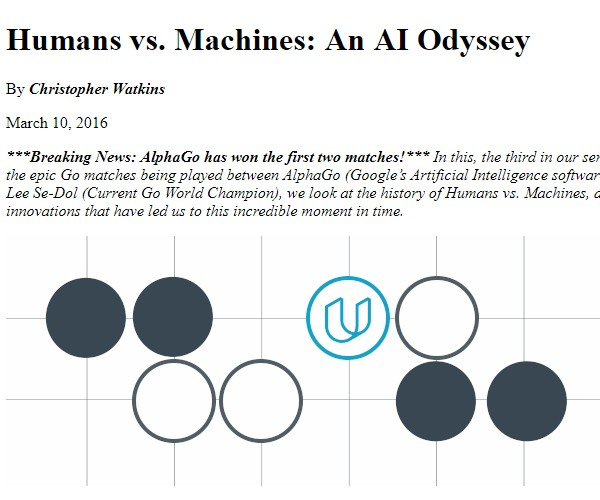 Humans vs. Machines: An AI Odyssey
By Christopher Watkins
March 10, 2016
***Breaking News: AlphaGo has won the first two matches!*** In this, the third in our ser
the epic Go matches being played between AlphaGo (Google's Artificial Intelligence softwar
Lee Se-Dol (Current Go World Champion), we look at the history of Humans vs. Machines, a
innovations that have led us to this incredible moment in time.